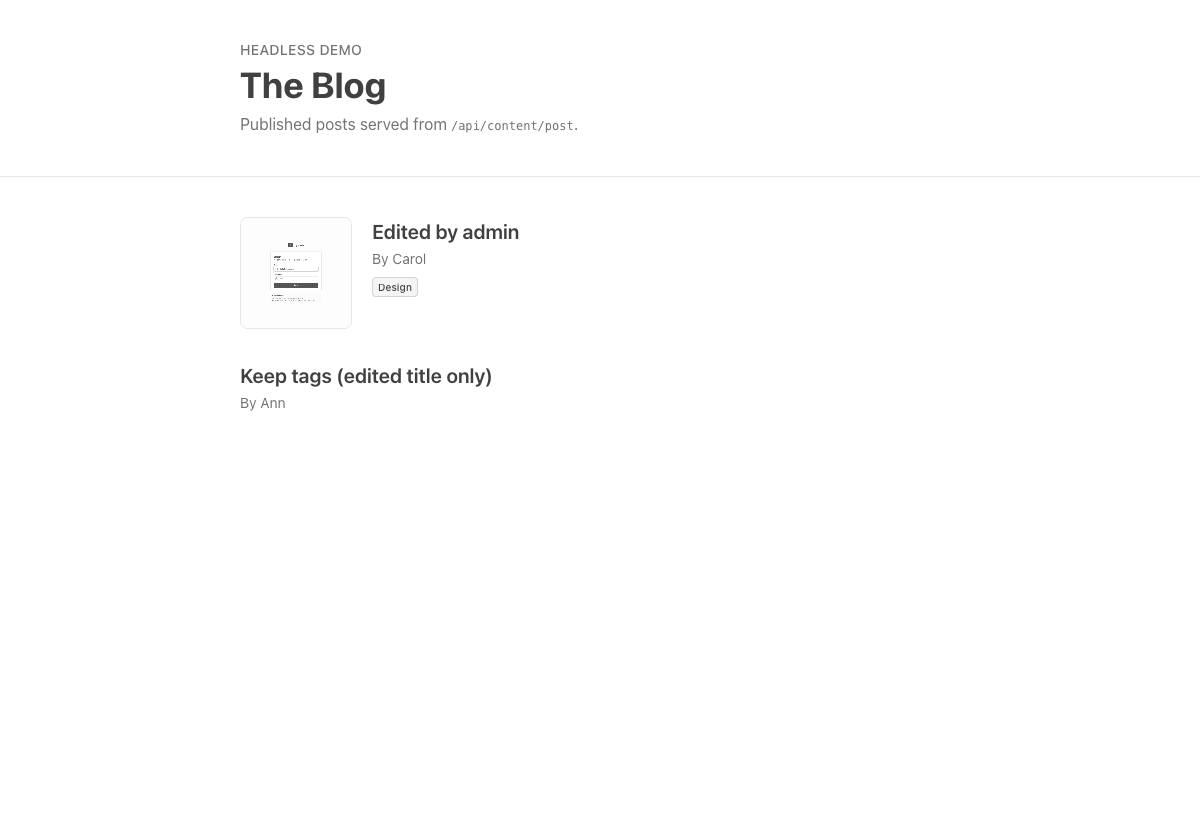 HEADLESS DEMO
The Blog
Published posts served from /api/content/post.
Edited by admin
By Carol
Design
Keep tags (edited title only)
By Ann